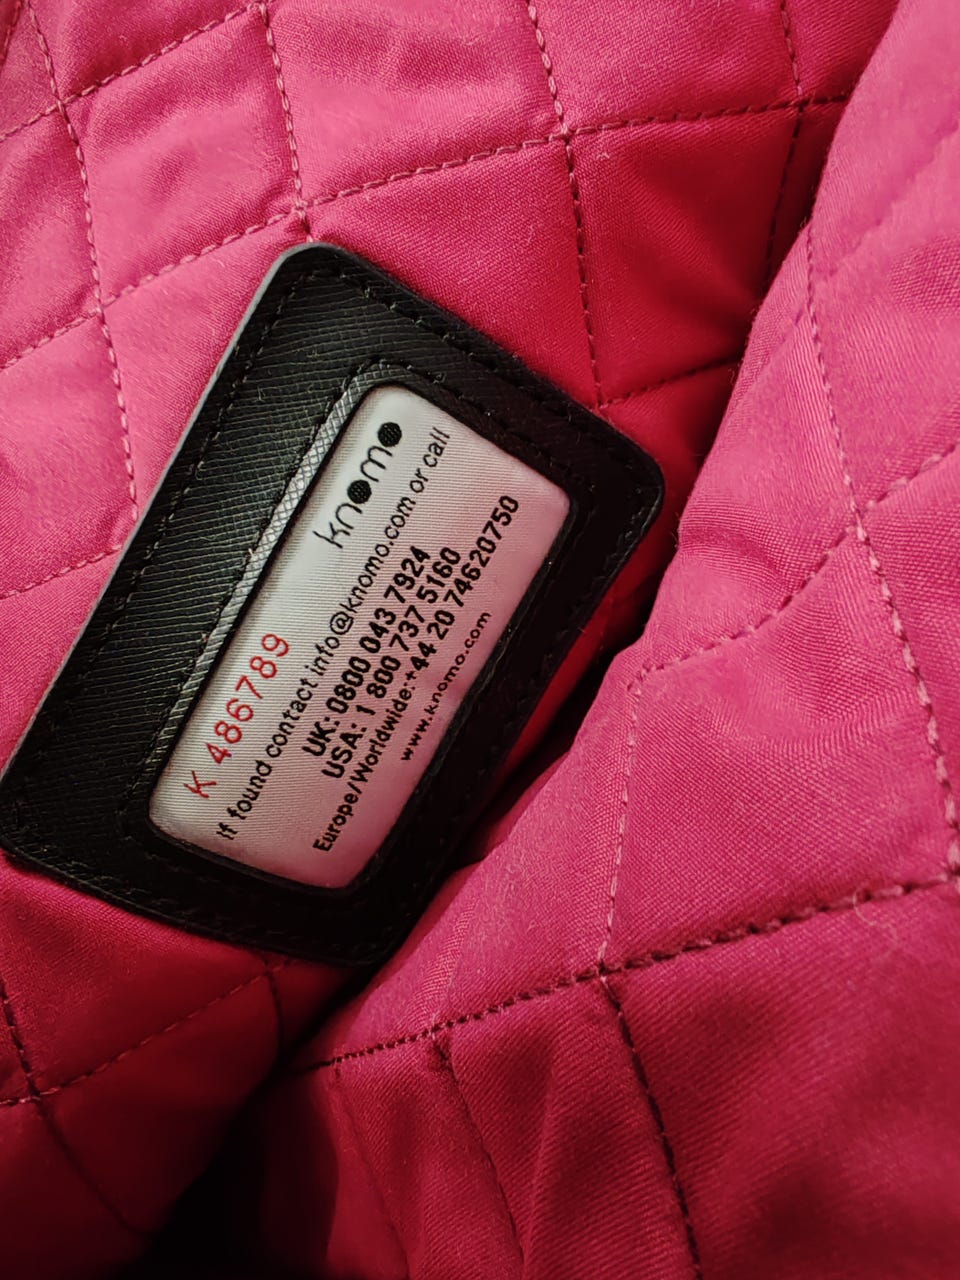 knomo
K 486789
If found contact info@knomo.com or call
UK: 0800 043 7924
USA: 1 800 737 5160
Europe/Worldwide:+44 20 74620750
www.knomo.com